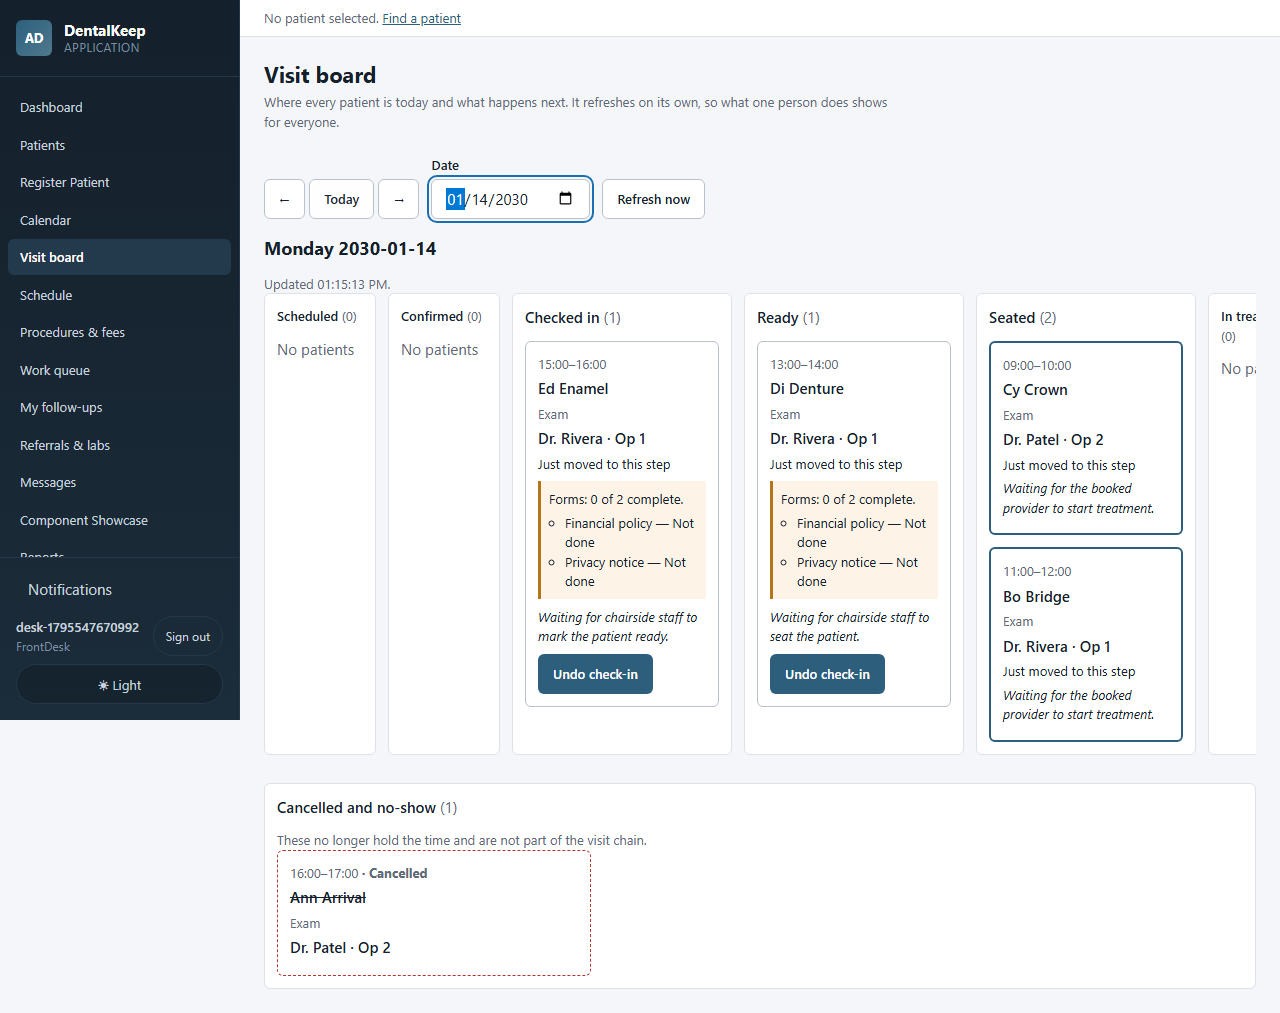 AD
DentalKeep
APPLICATION
Dashboard
Patients
Register Patient
Calendar
Visit board
Schedule
Procedures & fees
Work queue
My follow-ups
Referrals & labs
Messages
Component Showcase
Reports
Notifications
desk-1795547670992
FrontDesk
Sign out
☀ Light
No patient selected. Find a patient
Visit board
Where every patient is today and what happens next. It refreshes on its own, so what one person does shows
for everyone.
Date
← Today → 01/14/2030 Refresh now
Monday 2030-01-14
Updated 01:15:13 PM.
Scheduled (0)
No patients
Confirmed (0)
No patients
Checked in (1)
15:00–16:00
Ed Enamel
Exam
Dr. Rivera · Op 1
Just moved to this step
Forms: 0 of 2 complete.
Financial policy — Not
done
Privacy notice — Not
done
Waiting for chairside staff to
mark the patient ready.
Undo check-in
Ready (1)
13:00–14:00
Di Denture
Exam
Dr. Rivera · Op 1
Just moved to this step
Forms: 0 of 2 complete.
Financial policy — Not
done
Privacy notice — Not
done
Waiting for chairside staff to
seat the patient.
Undo check-in
Seated (2)
09:00–10:00
Cy Crown
Exam
Dr. Patel · Op 2
Just moved to this step
Waiting for the booked
provider to start treatment.
11:00–12:00
Bo Bridge
Exam
Dr. Rivera · Op 1
Just moved to this step
Waiting for the booked
provider to start treatment.
In trea
(0)
No pa
Cancelled and no-show (1)
These no longer hold the time and are not part of the visit chain.
16:00–17:00 · Cancelled
Ann Arrival
Exam
Dr. Patel · Op 2